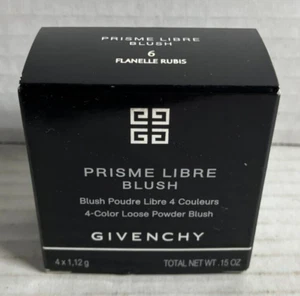 PRISME LIBRE
BLUSH
6
FLANELLE RUBIS
PRISME LIBRE
BLUSH
Blush Poudre Libre 4 Couleurs
4-Color Loose Powder Blush
GIVENCHY
4 x 1,12 g TOTAL NET WT .15 OZ.